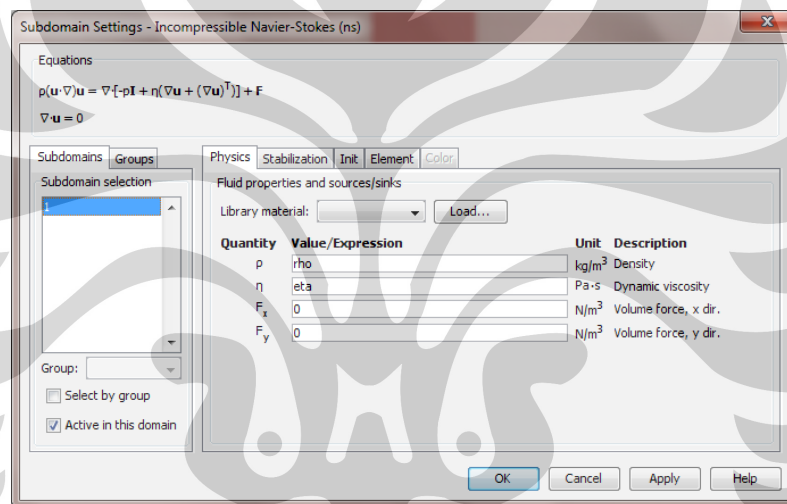 Subdomain Settings - Incompressible Navier-Stokes (ns)
Equations
ρ(u·∇)u = ∇·[-pI + η(∇u + (∇u)ᵀ)] + F
∇·u = 0
Subdomains Groups
Subdomain selection
1
Group:
Select by group
Active in this domain
Physics Stabilization Init Element Color
Fluid properties and sources/sinks
Library material: Load...
Quantity Value/Expression Unit Description
ρ rho kg/m³ Density
η eta Pa·s Dynamic viscosity
Fₓ 0 N/m³ Volume force, x dir.
F_y 0 N/m³ Volume force, y dir.
OK Cancel Apply Help